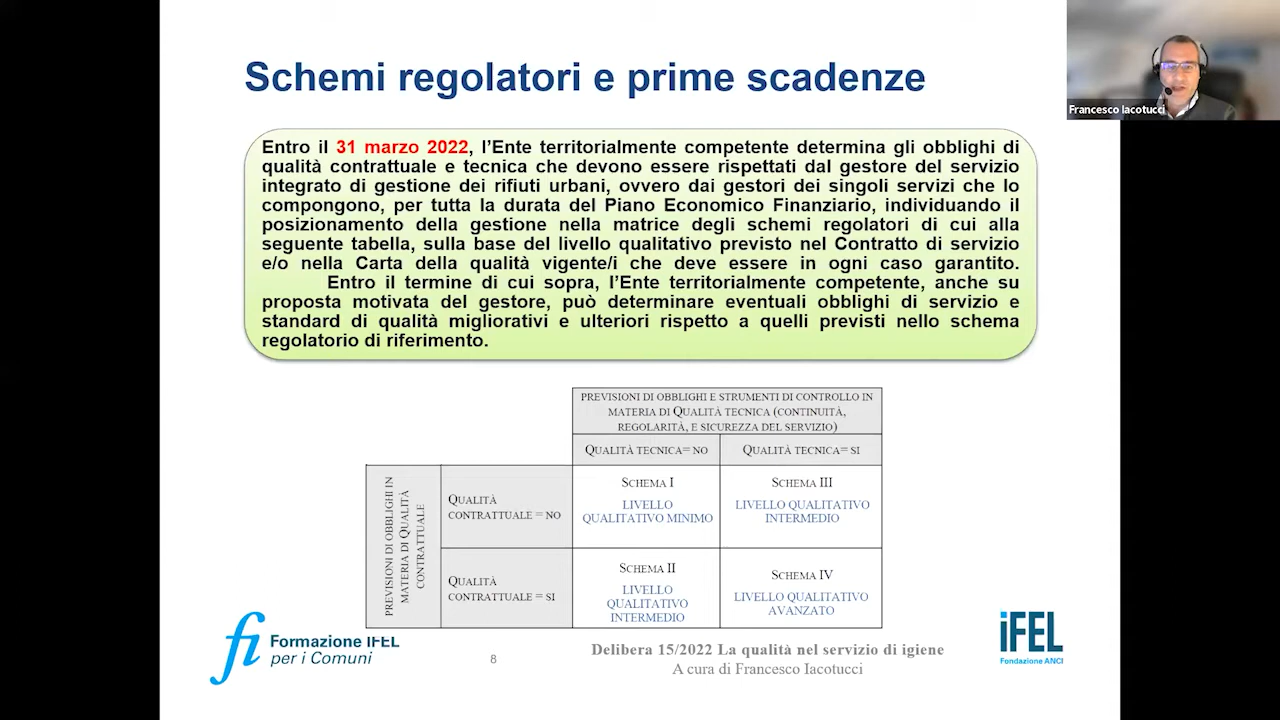 Schemi regolatori e prime scadenze
Francesco Iacotucci
Entro il 31 marzo 2022, l'Ente territorialmente competente determina gli obblighi di
qualità contrattuale e tecnica che devono essere rispettati dal gestore del servizio
integrato di gestione dei rifiuti urbani, ovvero dai gestori dei singoli servizi che lo
compongono, per tutta la durata del Piano Economico Finanziario, individuando il
posizionamento della gestione nella matrice degli schemi regolatori di cui alla
seguente tabella, sulla base del livello qualitativo previsto nel Contratto di servizio
e/o nella Carta della qualità vigente/i che deve essere in ogni caso garantito.
Entro il termine di cui sopra, l'Ente territorialmente competente, anche su
proposta motivata del gestore, può determinare eventuali obblighi di servizio e
standard di qualità migliorativi e ulteriori rispetto a quelli previsti nello schema
regolatorio di riferimento.
PREVISIONI DI OBBLIGHI E STRUMENTI DI CONTROLLO IN
MATERIA DI QUALITÀ TECNICA (CONTINUITÀ,
REGOLARITÀ, E SICUREZZA DEL SERVIZIO)
QUALITÀ TECNICA= NO
QUALITÀ TECNICA= SI
PREVISIONI DI OBBLIGHI IN
MATERIA DI QUALITÀ
CONTRATTUALE
QUALITÀ
CONTRATTUALE = NO
SCHEMA I
LIVELLO
QUALITATIVO MINIMO
SCHEMA III
LIVELLO QUALITATIVO
INTERMEDIO
QUALITÀ
CONTRATTUALE = SI
SCHEMA II
LIVELLO
QUALITATIVO
INTERMEDIO
SCHEMA IV
LIVELLO QUALITATIVO
AVANZATO
fi
Formazione IFEL
per i Comuni
8
Delibera 15/2022 La qualità nel servizio di igiene
A cura di Francesco Iacotucci
iFEL
Fondazione ANCI